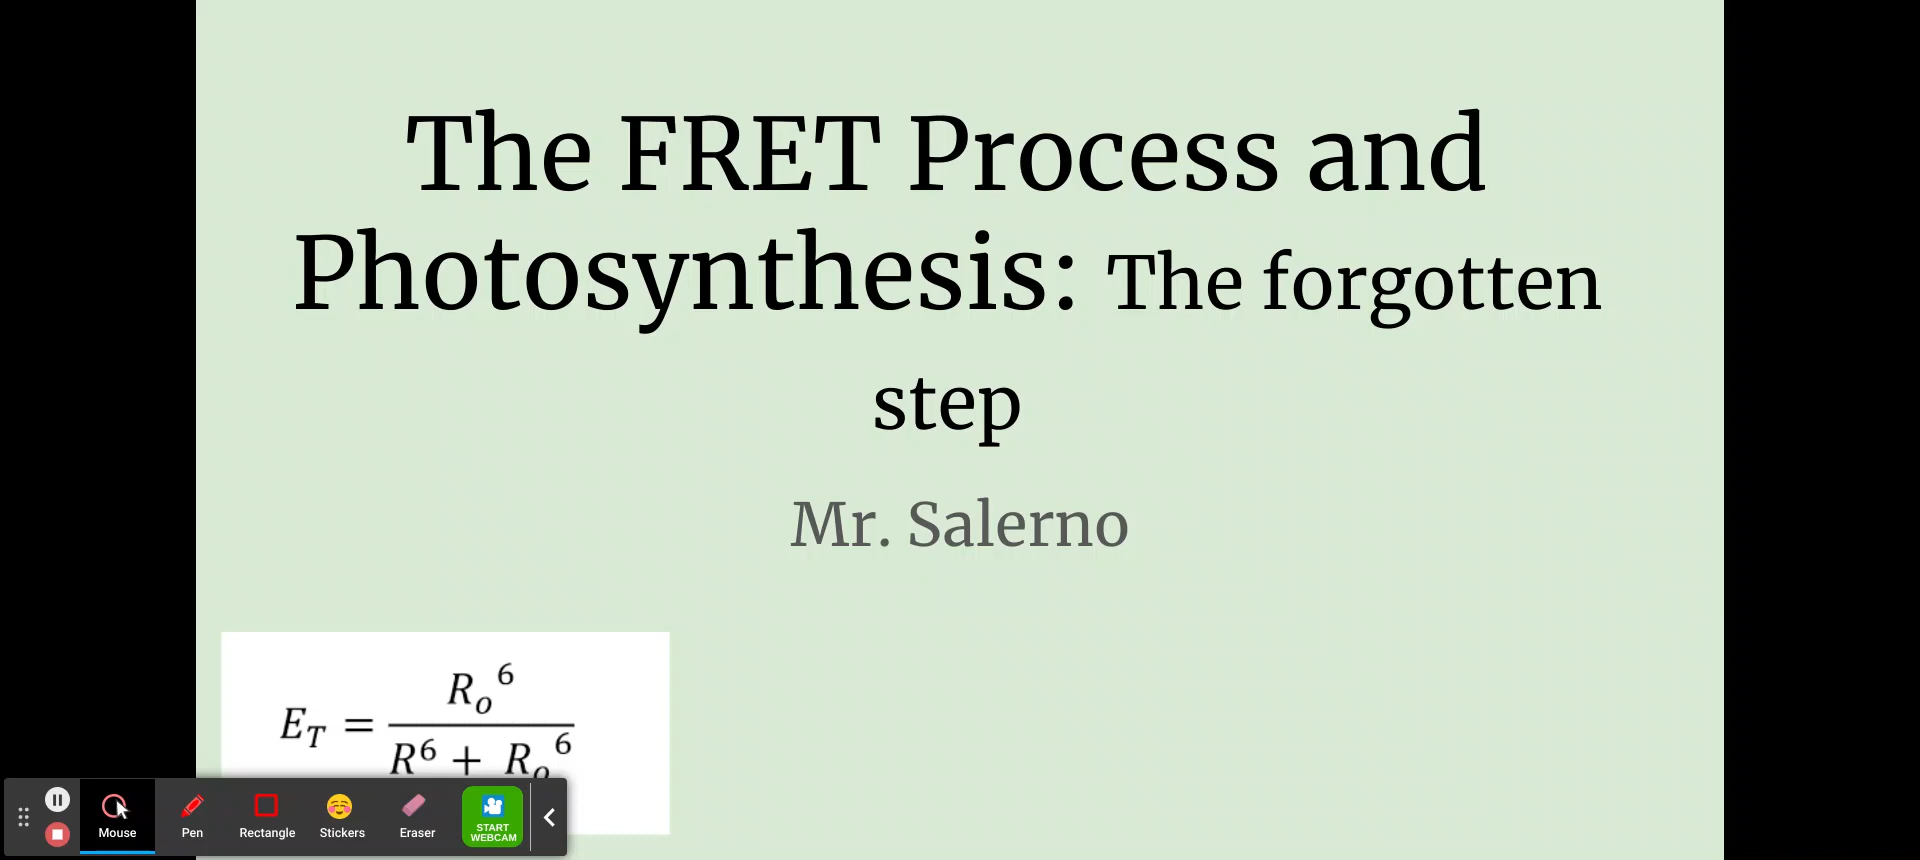 The FRET Process and
Photosynthesis: The forgotten
step
Mr. Salerno
E_T = R_o^6 / (R^6 + R_o^6)
Mouse Pen Rectangle Stickers Eraser START
WEBCAM